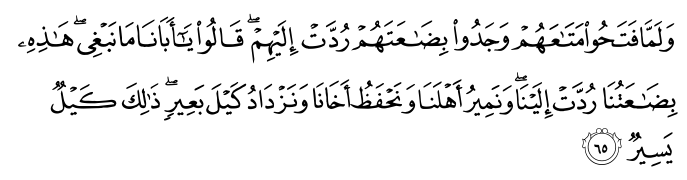 وَلَمَّا فَتَحُوا۟ مَتَـٰعَهُمْ وَجَدُوا۟ بِضَـٰعَتَهُمْ رُدَّتْ إِلَيْهِمْ ۖ قَالُوا۟ يَـٰٓأَبَانَا مَا نَبْغِى ۖ هَـٰذِهِۦ
بِضَـٰعَتُنَا رُدَّتْ إِلَيْنَا ۖ وَنَمِيرُ أَهْلَنَا وَنَحْفَظُ أَخَانَا وَنَزْدَادُ كَيْلَ بَعِيرٍ ۖ ذَٰلِكَ كَيْلٌ
يَسِيرٌ ٦٥